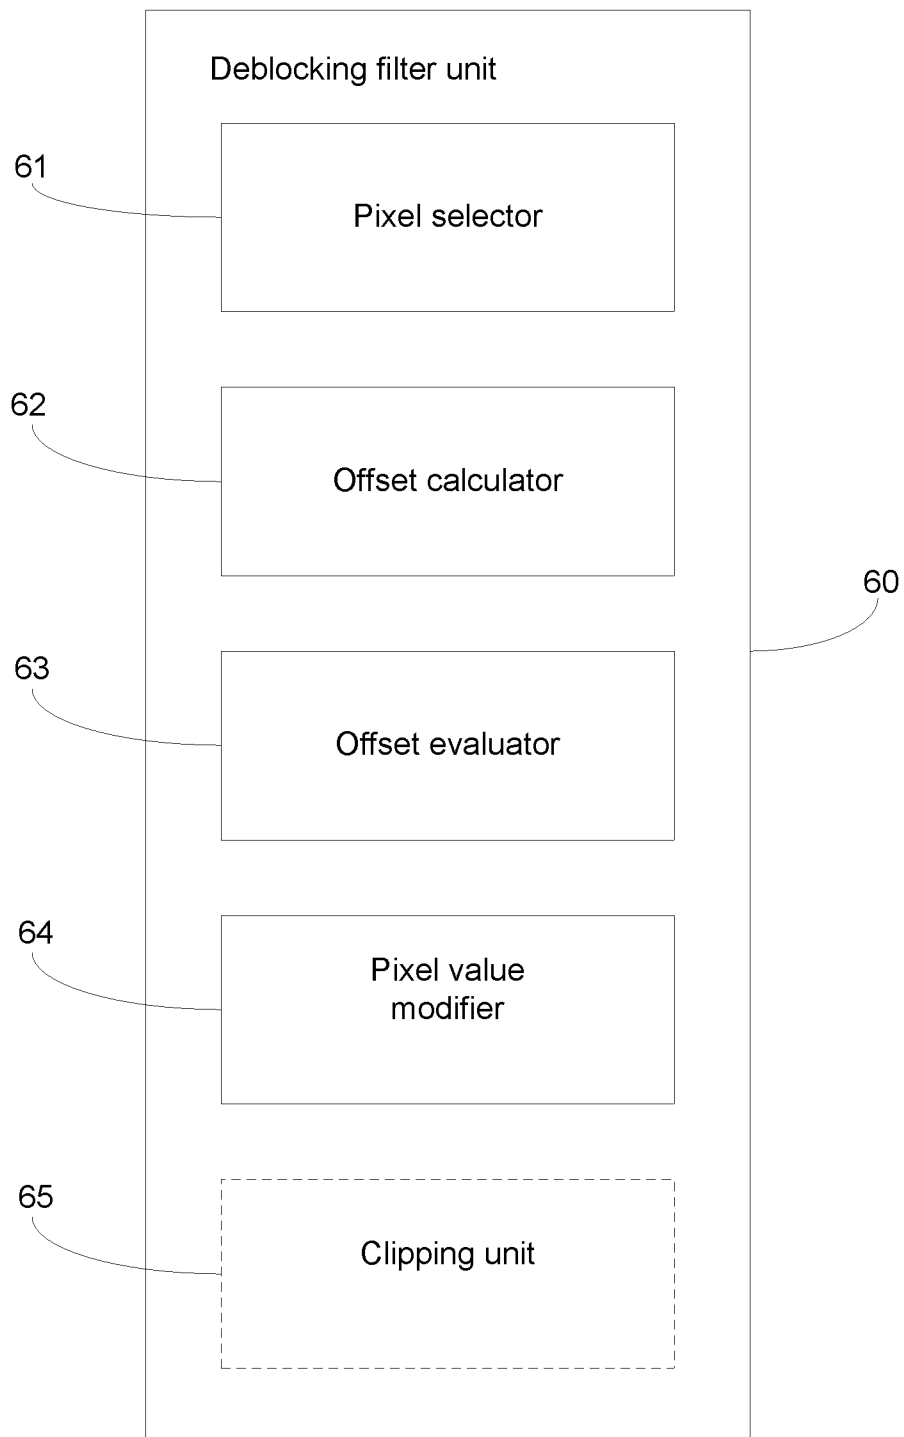 Deblocking filter unit
61
Pixel selector
62
Offset calculator
60
63
Offset evaluator
64
Pixel value
modifier
65
Clipping unit